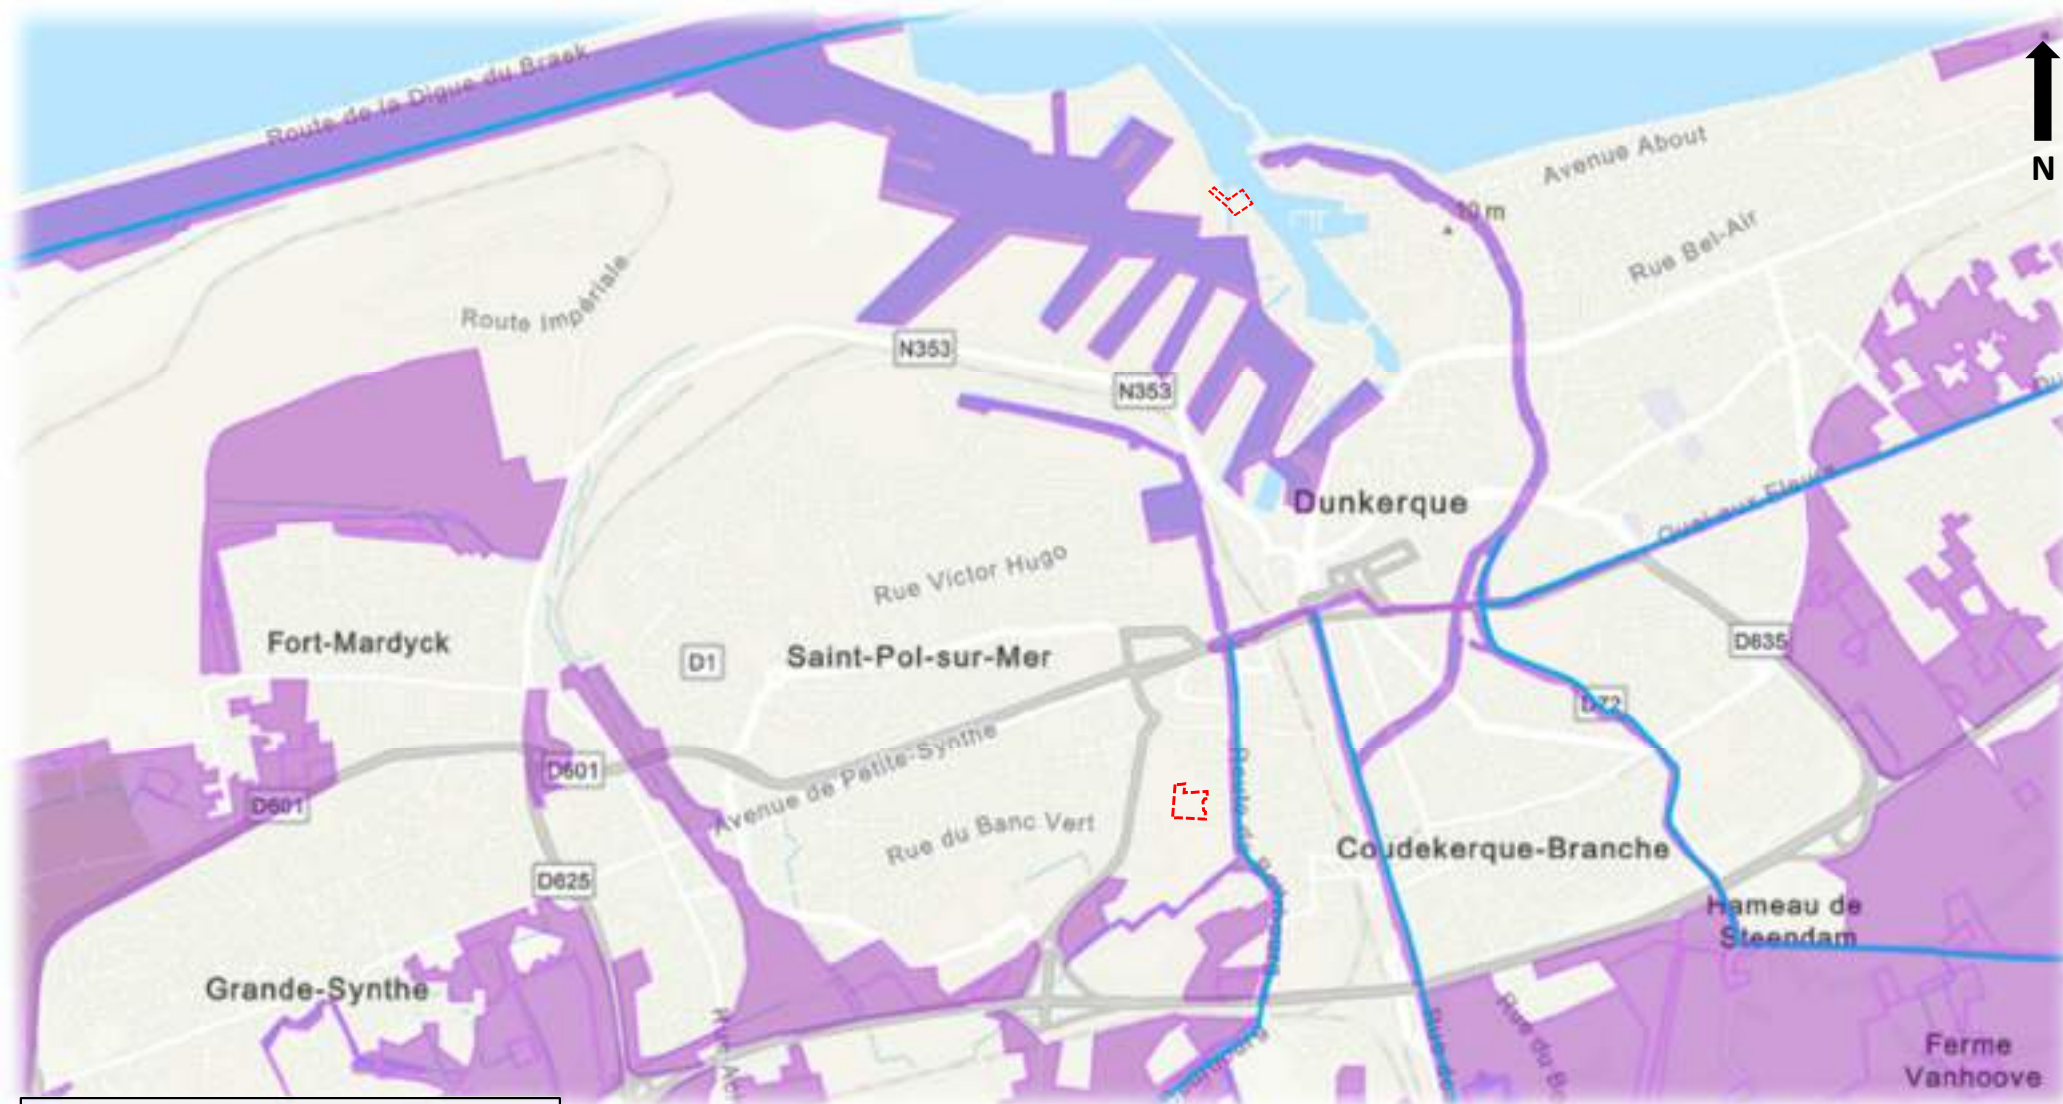 Route de la Digue du Braek
N
Avenue About
10 m
Rue Bel-Air
Route Impériale
N353
N353
Dunkerque
Quai aux Fleurs
Rue Victor Hugo
Fort-Mardyck
D1
Saint-Pol-sur-Mer
D635
D72
Avenue de Petite-Synthe
D601
D601
Rue du Banc Vert
Coudekerque-Branche
D625
Hameau de
Steendam
Grande-Synthe
Rue du
Ferme
Vanhoove